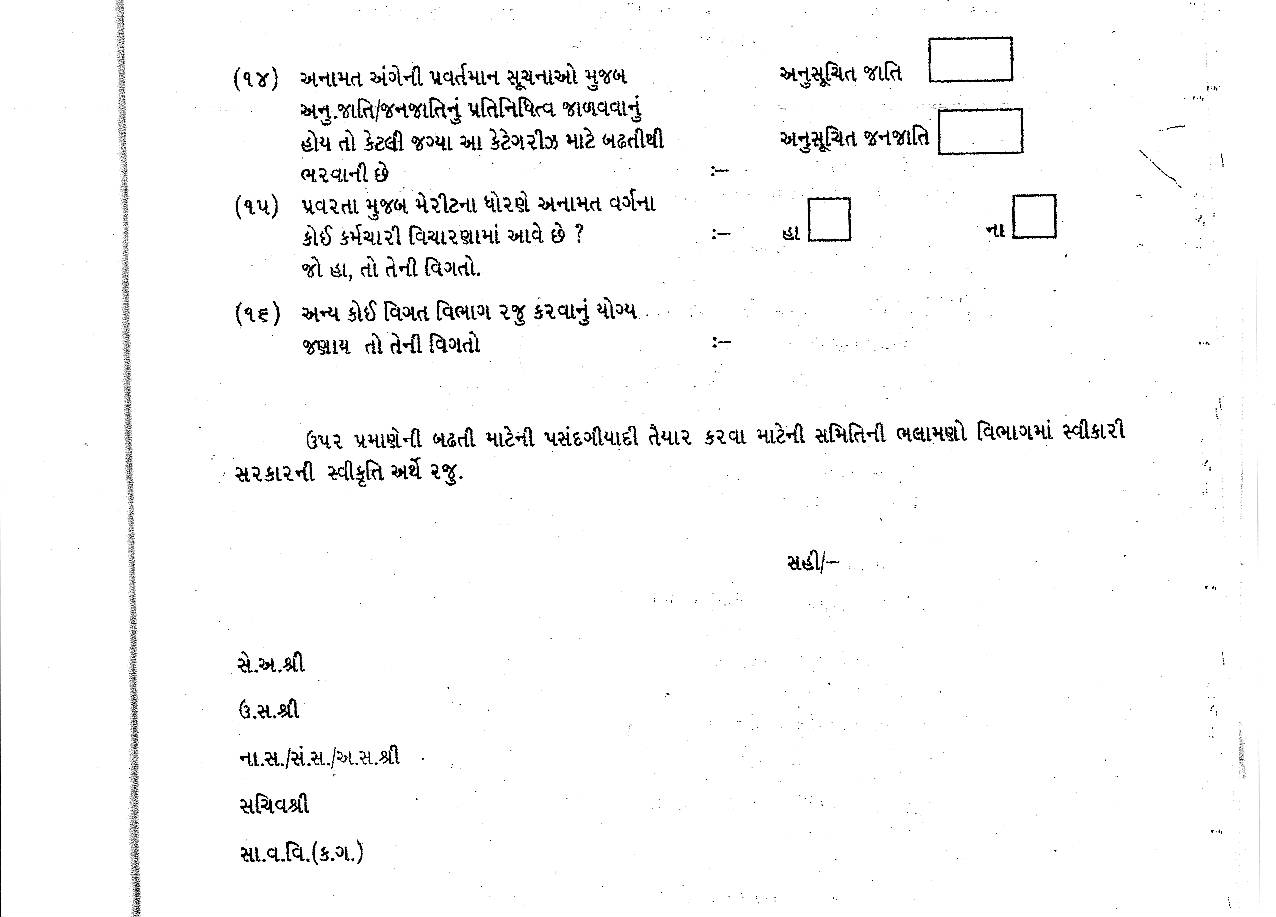 (૧૪) અનામત અંગેની પ્રવર્તમાન સૂચનાઓ મુજબ અનુસૂચિત જાતિ
અનુ.જાતિ/જનજાતિનું પ્રતિનિધિત્વ જાળવવાનું
હોય તો કેટલી જગ્યા આ કેટેગરીઝ માટે બઢતીથી અનુસૂચિત જનજાતિ
ભરવાની છે :–
(૧૫) પ્રવરતા મુજબ મેરીટના ધોરણે અનામત વર્ગના
કોઈ કર્મચારી વિચારણામાં આવે છે ? :– હા ના
જો હા, તો તેની વિગતો.
(૧૬) અન્ય કોઈ વિગત વિભાગ રજુ કરવાનું યોગ્ય
જણાય તો તેની વિગતો :–
ઉપર પ્રમાણેની બઢતી માટેની પસંદગીયાદી તૈયાર કરવા માટેની સમિતિની ભલામણો વિભાગમાં સ્વીકારી
સરકારની સ્વીકૃતિ અર્થે રજુ.
સહી/–
સે.અ.શ્રી
ઉ.સ.શ્રી
ના.સ./સં.સ./અ.સ.શ્રી
સચિવશ્રી
સા.વ.વિ.(ક.ગ.)